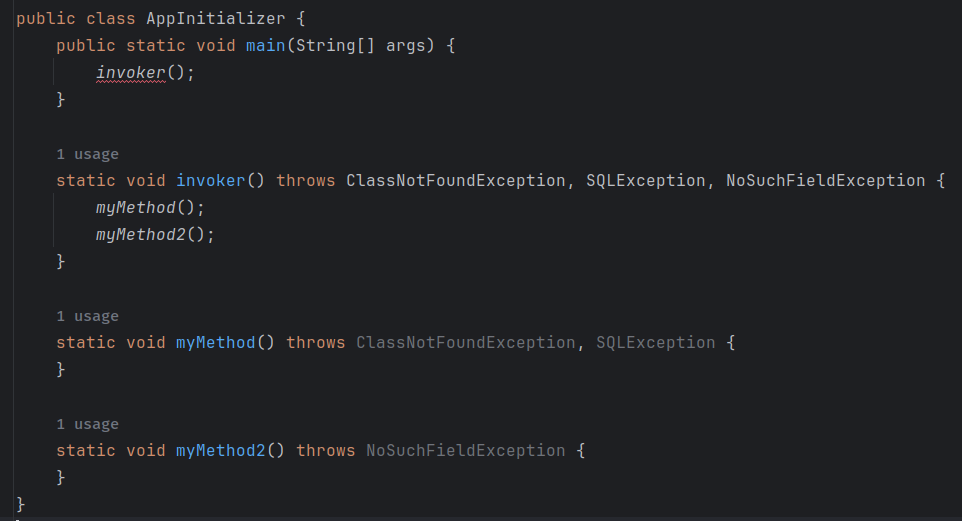 public class AppInitializer {
public static void main(String[] args) {
invoker();
}
1 usage
static void invoker() throws ClassNotFoundException, SQLException, NoSuchFieldException {
myMethod();
myMethod2();
}
1 usage
static void myMethod() throws ClassNotFoundException, SQLException {
}
1 usage
static void myMethod2() throws NoSuchFieldException {
}
}